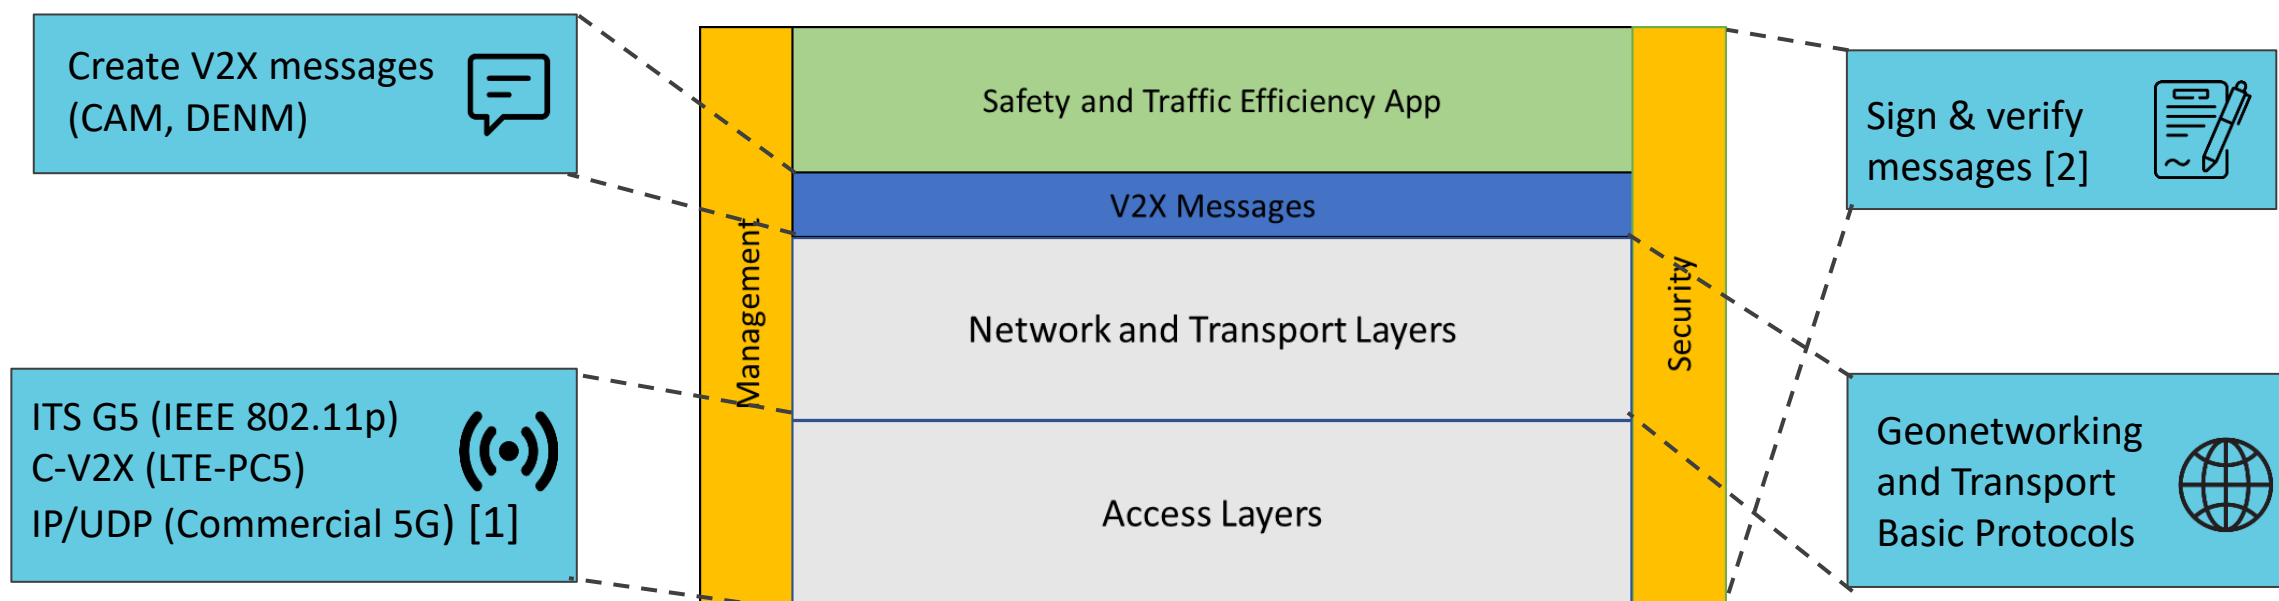 Create V2X messages
(CAM, DENM)
ITS G5 (IEEE 802.11p)
C-V2X (LTE-PC5)
IP/UDP (Commercial 5G) [1]
Management
Safety and Traffic Efficiency App
V2X Messages
Network and Transport Layers
Access Layers
Security
Sign & verify
messages [2]
Geonetworking
and Transport
Basic Protocols